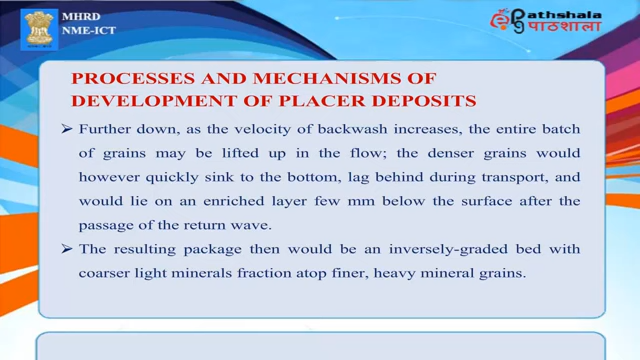 MHRD
NME-ICT
epgpathshala
पाठशाला
PROCESSES AND MECHANISMS OF
DEVELOPMENT OF PLACER DEPOSITS
➢ Further down, as the velocity of backwash increases, the entire batch
of grains may be lifted up in the flow; the denser grains would
however quickly sink to the bottom, lag behind during transport, and
would lie on an enriched layer few mm below the surface after the
passage of the return wave.
➢ The resulting package then would be an inversely-graded bed with
coarser light minerals fraction atop finer, heavy mineral grains.